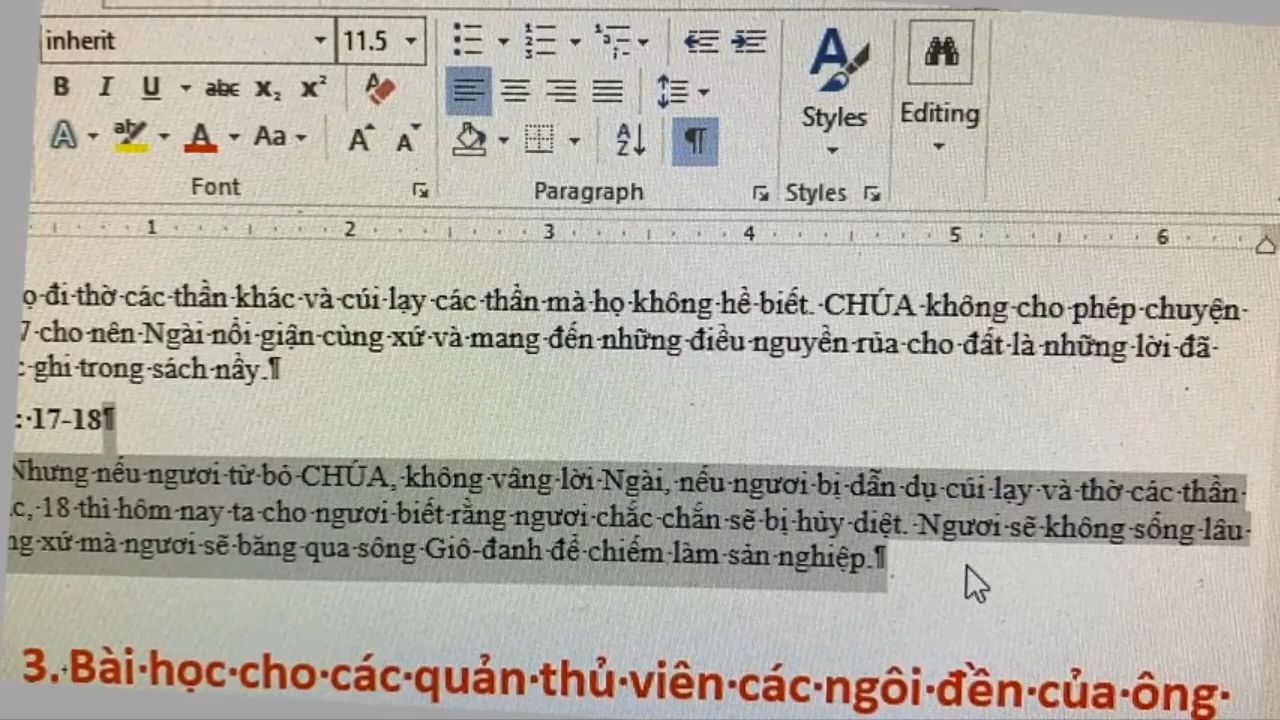 inherit 11.5
B I U abc X₂ X²
A ab A Aa A A
A Z ¶
Styles
Editing
Font Paragraph Styles
1 2 3 4 5 6
ọ đi thờ các thần khác và cúi lạy các thần mà họ không hề biết. CHÚA không cho phép chuyện
7 cho nên Ngài nổi giận cùng xứ và mang đến những điều nguyền rủa cho đất là những lời đã
ghi trong sách nầy.¶
: 17-18¶
Nhưng nếu ngươi từ bỏ CHÚA, không vâng lời Ngài, nếu ngươi bị dẫn dụ cúi lạy và thờ các thần
c, 18 thì hôm nay ta cho ngươi biết rằng ngươi chắc chắn sẽ bị hủy diệt. Ngươi sẽ không sống lâu
ng xứ mà ngươi sẽ băng qua sông Giô-đanh để chiếm làm sản nghiệp.¶
3. Bài học cho các quản thủ viên các ngôi đền của ông